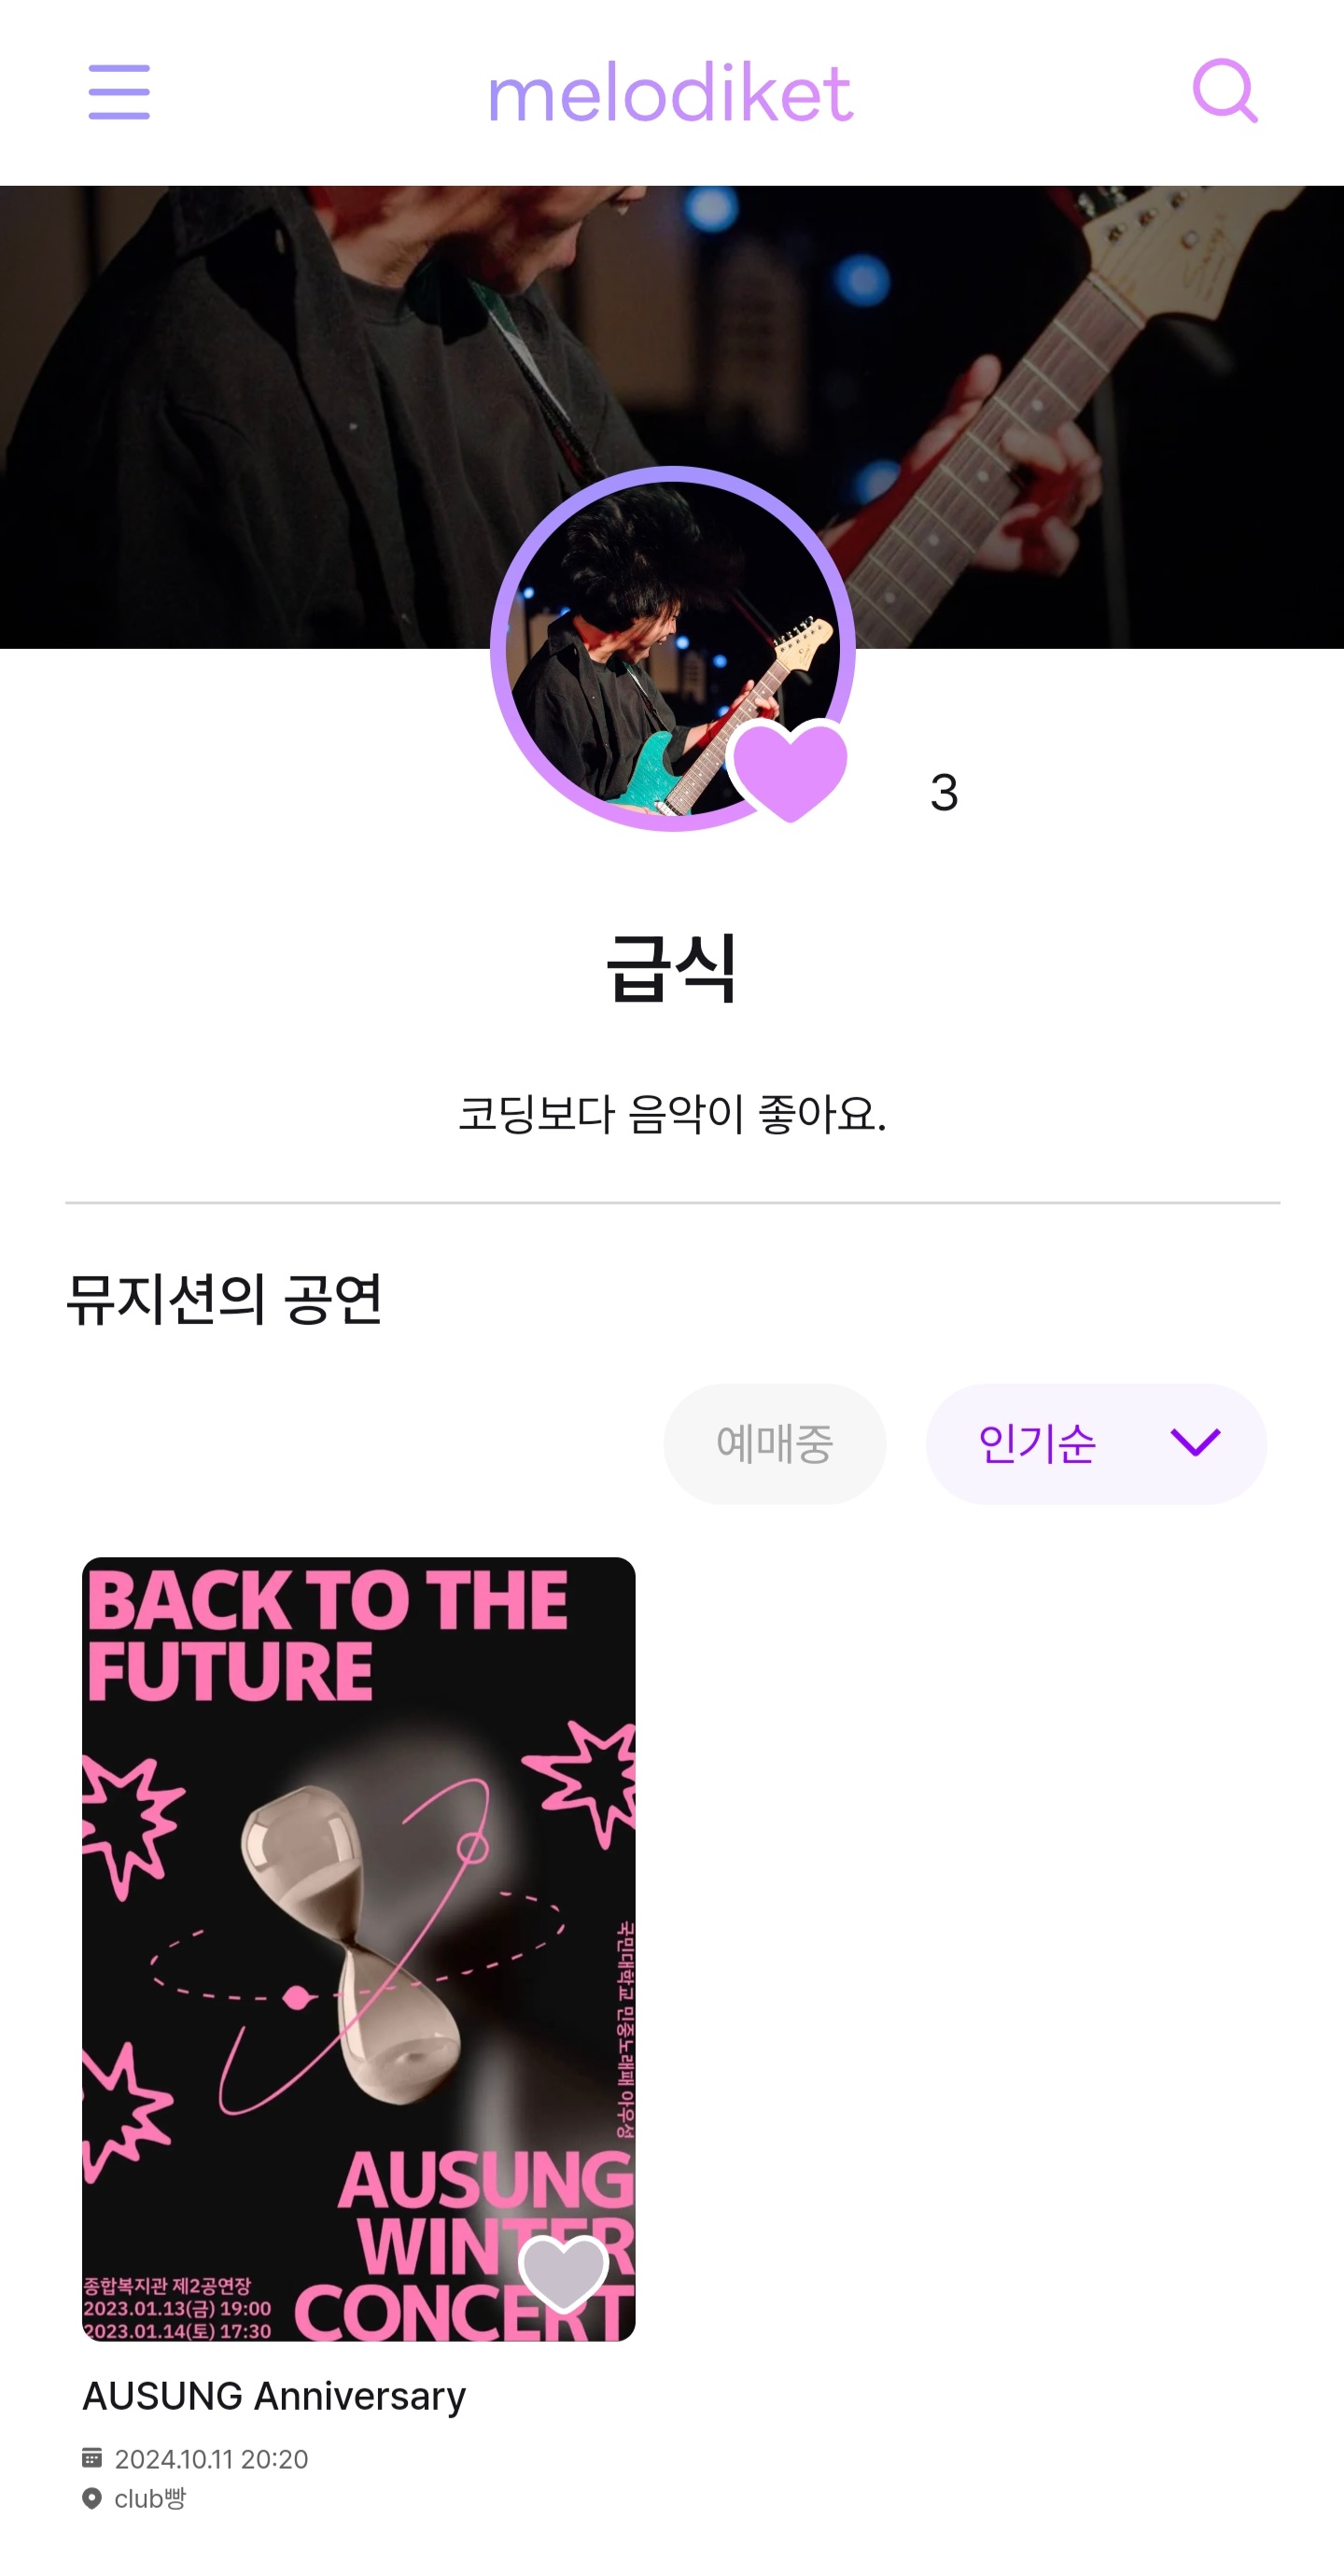 melodiket
3
급식
코딩보다 음악이 좋아요.
뮤지션의 공연
예매중
인기순
BACK TO THE
FUTURE
국민대학교 민중노래패 아우성
AUSUNG
WINTER
CONCERT
종합복지관 제2공연장
2023.01.13(금) 19:00
2023.01.14(토) 17:30
AUSUNG Anniversary
2024.10.11 20:20
club빵